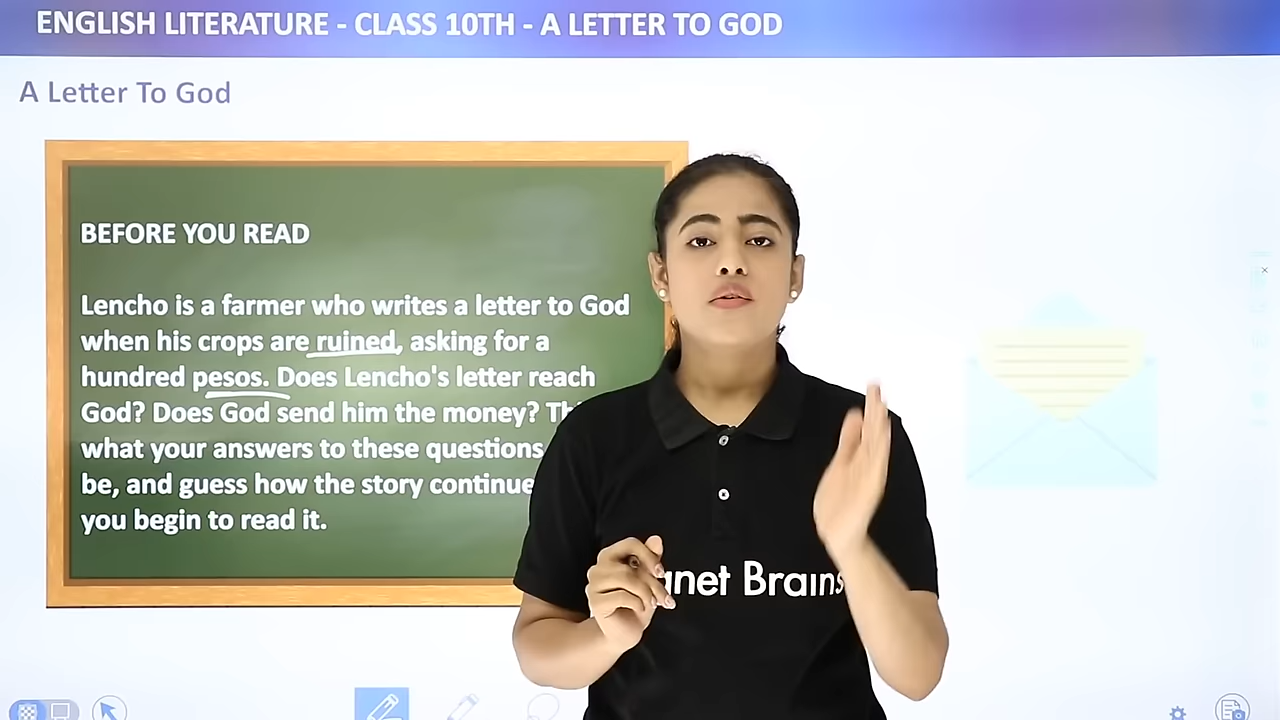 ENGLISH LITERATURE - CLASS 10TH - A LETTER TO GOD
A Letter To God
BEFORE YOU READ
Lencho is a farmer who writes a letter to God
when his crops are ruined, asking for a
hundred pesos. Does Lencho's letter reach
God? Does God send him the money?
what your answers to these questions
be, and guess how the story
you begin to read it.
Brains